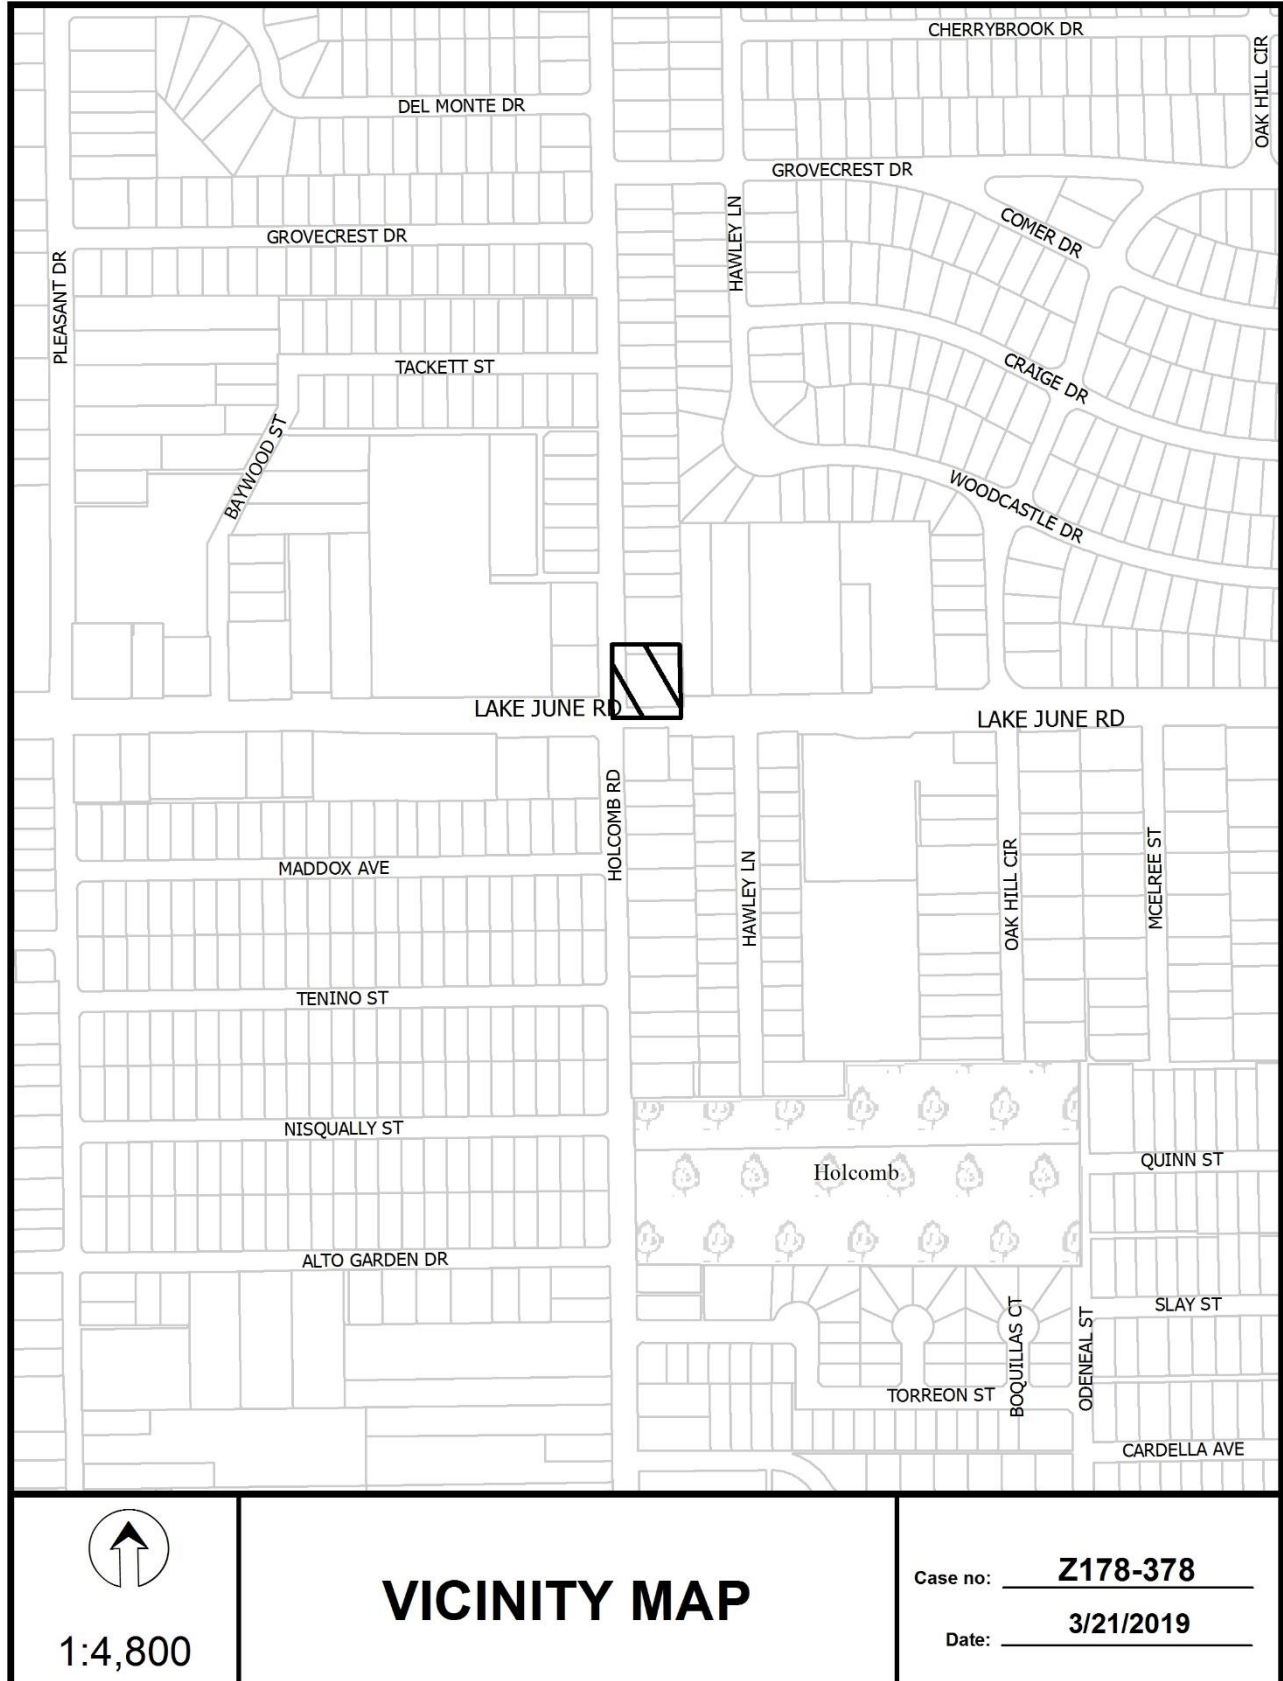 CHERRYBROOK DR
OAK HILL CIR
DEL MONTE DR
GROVECREST DR
HAWLEY LN
COMER DR
GROVECREST DR
PLEASANT DR
TACKETT ST
CRAIGE DR
BAYWOOD ST
WOODCASTLE DR
LAKE JUNE RD
LAKE JUNE RD
HOLCOMB RD
MADDOX AVE
HAWLEY LN
OAK HILL CIR
MCELREE ST
TENINO ST
NISQUALLY ST
Holcomb
QUINN ST
ALTO GARDEN DR
BOQUILLAS CT
ODENEAL ST
SLAY ST
TORREON ST
CARDELLA AVE
1:4,800
VICINITY MAP
Case no: Z178-378
Date: 3/21/2019